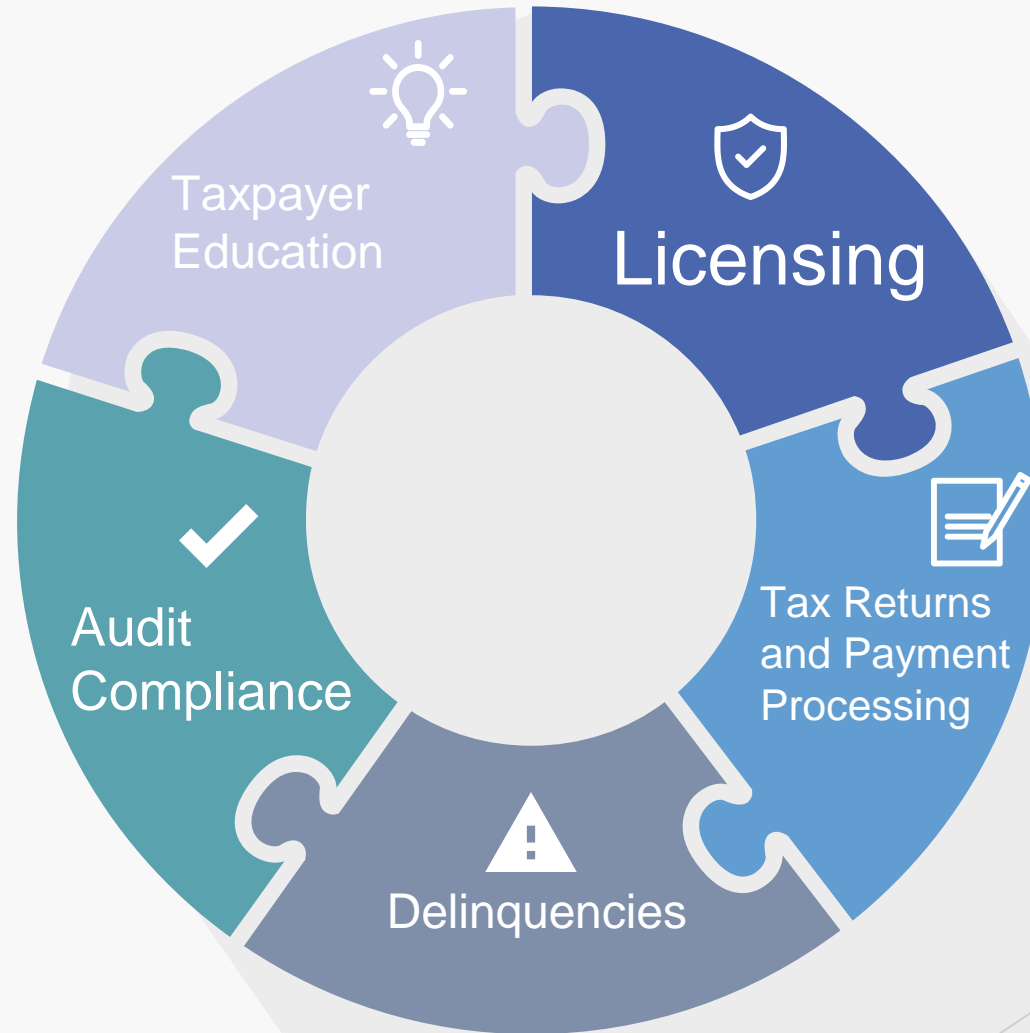 Taxpayer
Education
Licensing
Tax Returns
and Payment
Processing
Delinquencies
Audit
Compliance